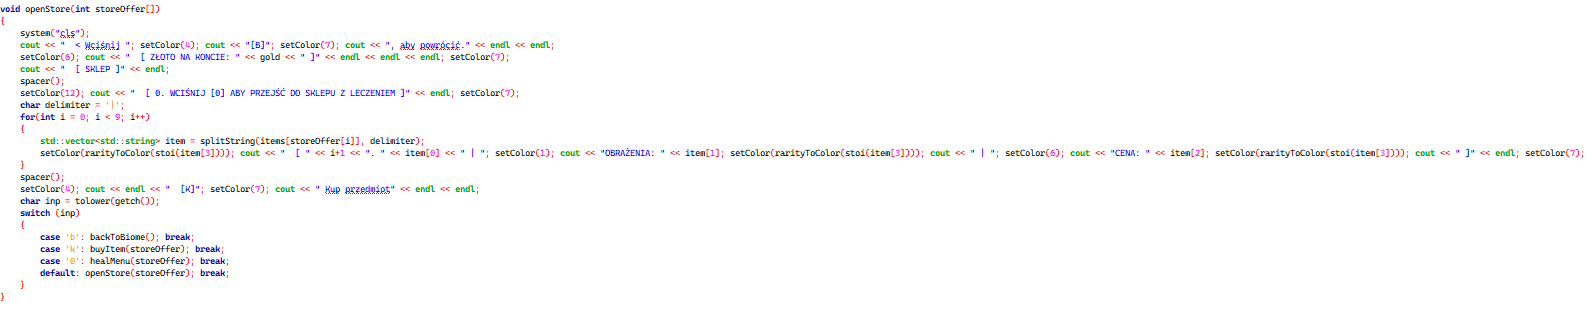 void openStore(int storeOffer[])
{
    system("cls");
    cout << "  < Wciśnij "; setColor(4); cout << "[B]"; setColor(7); cout << ", aby powrócić." << endl << endl;
    setColor(6); cout << "  [ ZŁOTO NA KONCIE: " << gold << " ]" << endl << endl << endl; setColor(7);
    cout << "  [ SKLEP ]" << endl;
    spacer();
    setColor(12); cout << "  [ 0. WCIŚNIJ [0] ABY PRZEJŚĆ DO SKLEPU Z LECZENIEM ]" << endl; setColor(7);
    char delimiter = '|';
    for(int i = 0; i < 9; i++)
    {
        std::vector<std::string> item = splitString(items[storeOffer[i]], delimiter);
        setColor(rarityToColor(stoi(item[3]))); cout << "  [ " << i+1 << ". " << item[0] << " | "; setColor(1); cout << "OBRAŻENIA: " << item[1]; setColor(rarityToColor(stoi(item[3]))); cout << " | "; setColor(6); cout << "CENA: " << item[2]; setColor(rarityToColor(stoi(item[3]))); cout << " ]" << endl; setColor(7);
    }
    spacer();
    setColor(4); cout << endl << "  [K]"; setColor(7); cout << " Kup przedmiot" << endl << endl;
    char inp = tolower(getch());
    switch (inp)
    {
        case 'b': backToBiome(); break;
        case 'k': buyItem(storeOffer); break;
        case '0': healMenu(storeOffer); break;
        default: openStore(storeOffer); break;
    }
}